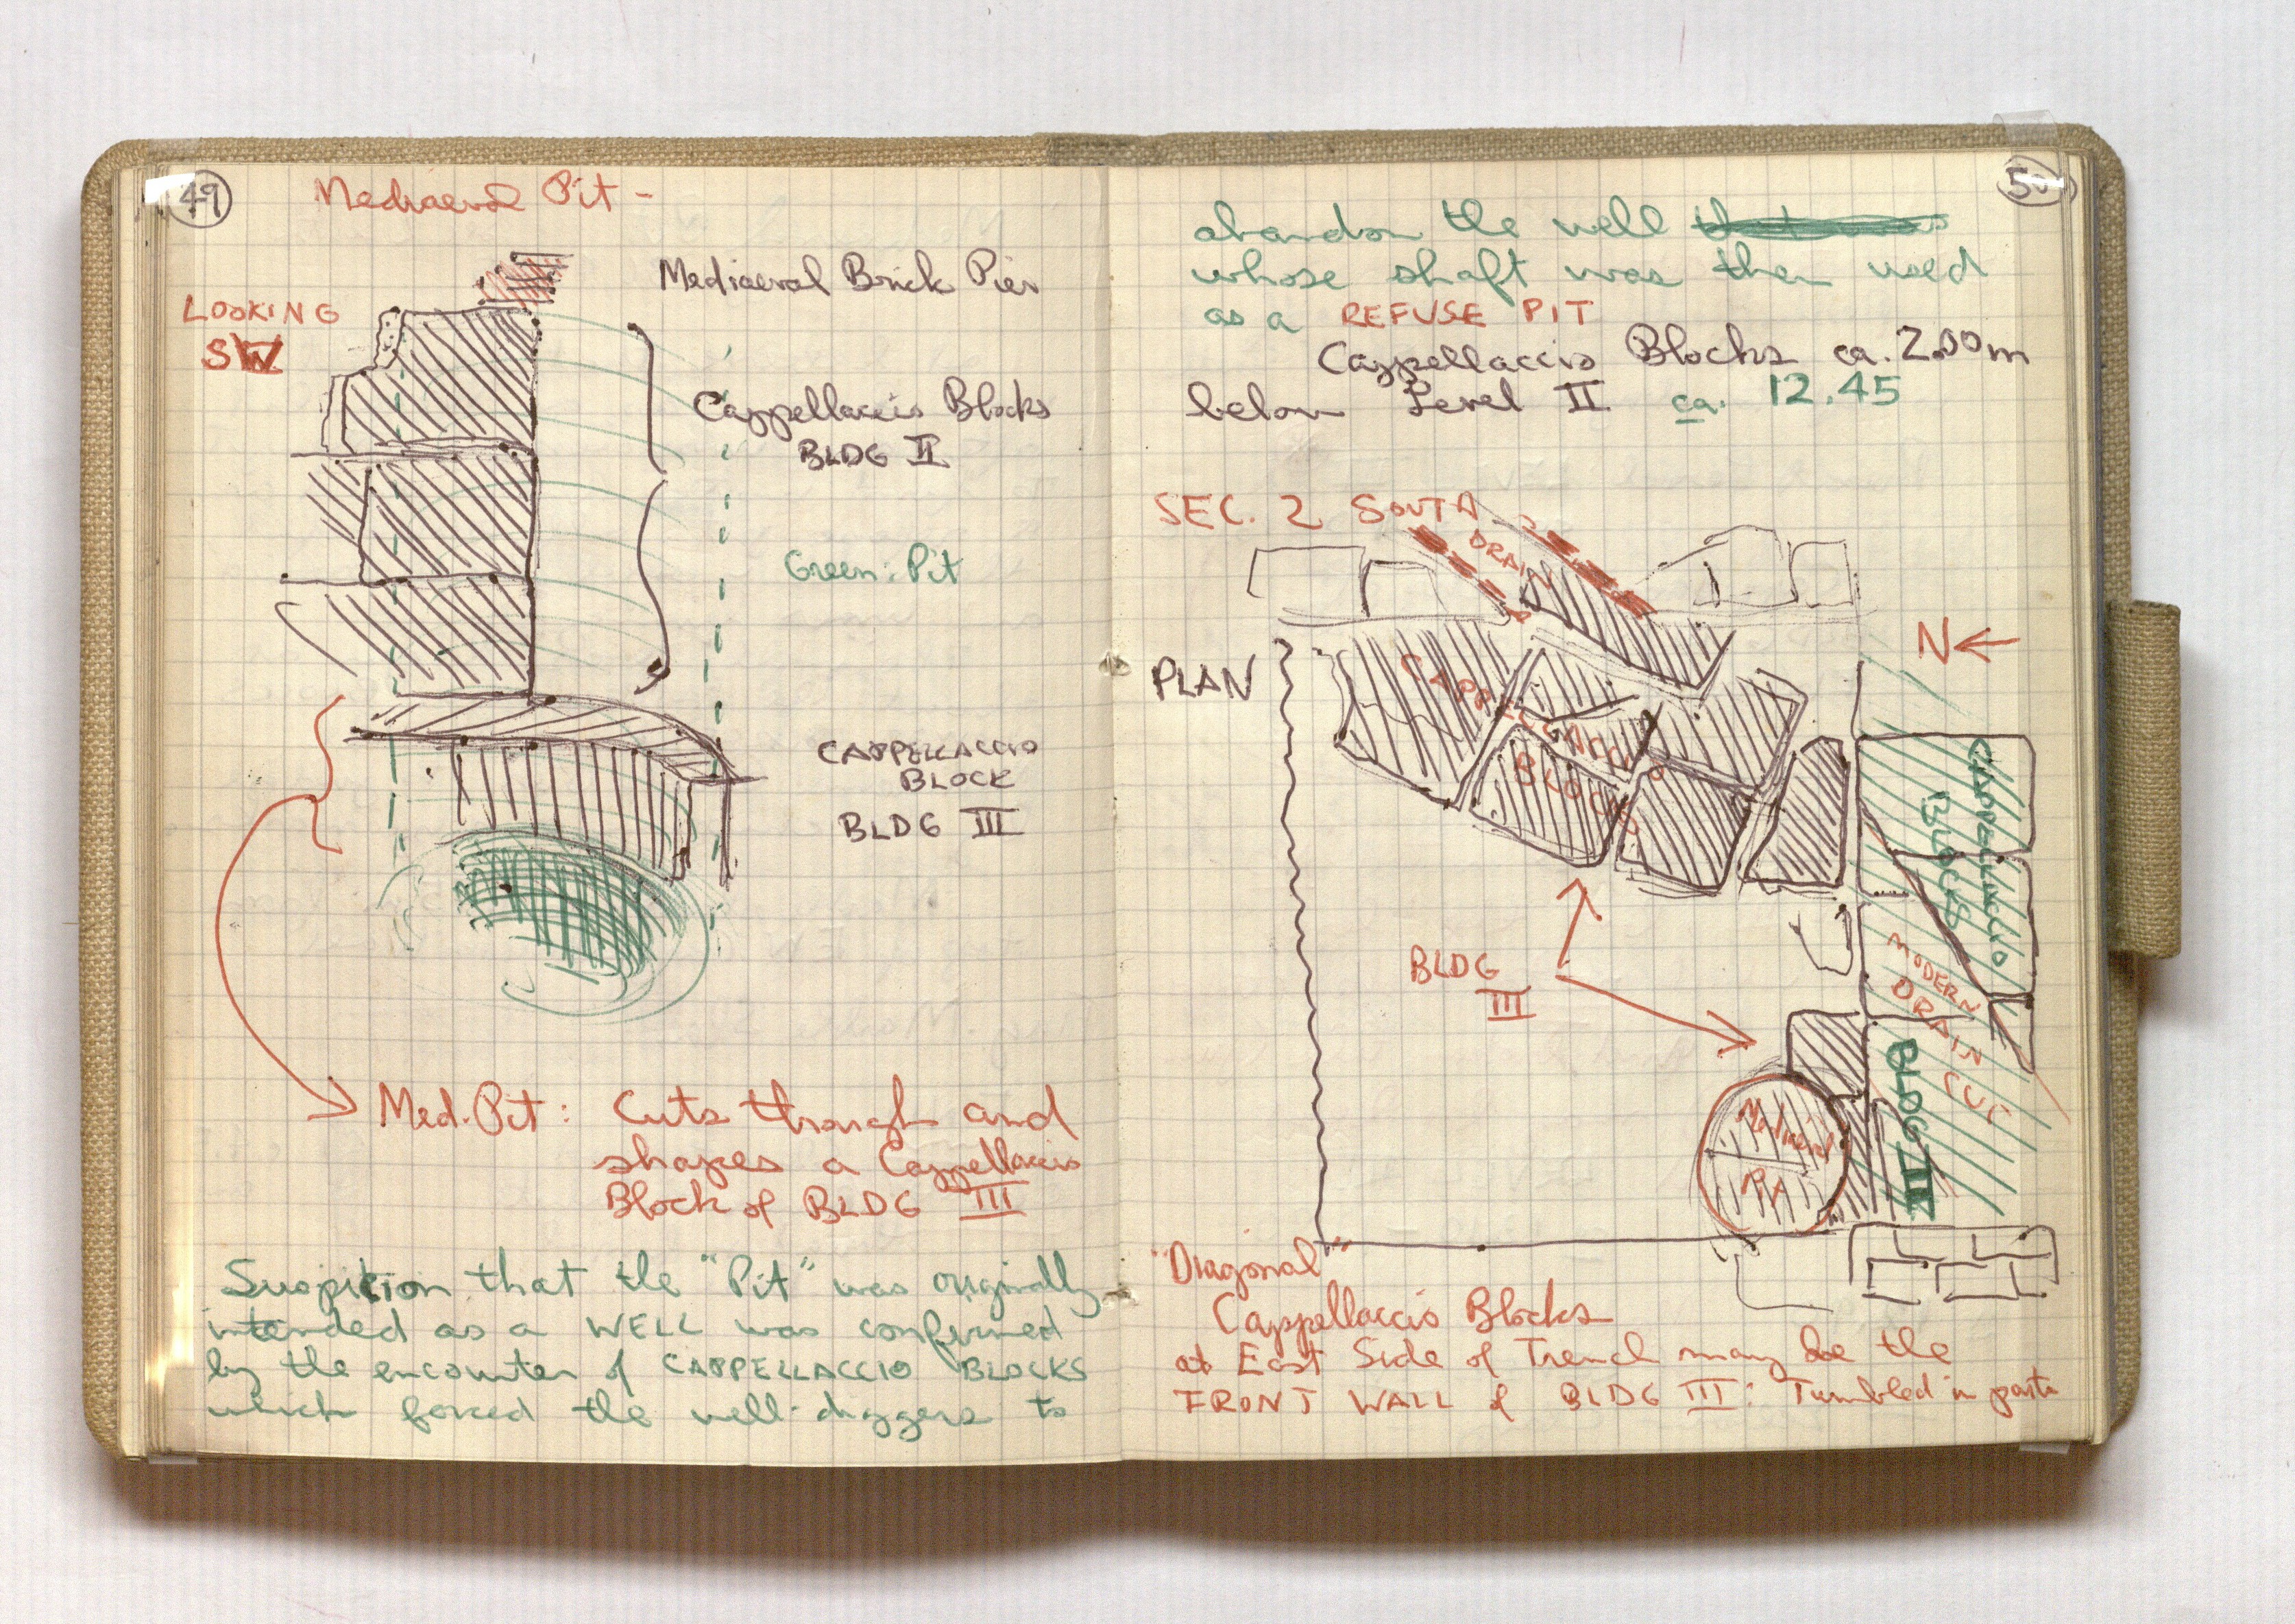 49
Mediaeval Pit -
Mediaeval Brick Pier
LOOKING
SW
Cappellaccio Blocks
BLDG II
Green: Pit
CAPPELLACCIO
BLOCK
BLDG III
Med. Pit: Cuts through and
shapes a Cappellaccio
Block of BLDG III
Suspicion that the "Pit" was originally
intended as a WELL was confirmed
by the encounter of CAPPELLACCIO BLOCKS
which forced the well-diggers to
50
abandon the well that was
whose shaft was then used
as a REFUSE PIT
Cappellaccio Blocks ca. 2.00m
below Level II ca. 12.45
SEC. 2 SOUTH
DRAIN
N
PLAN
CAPPELLACCIO
BLOCKS
CAPPELLACCIO
BLOCKS
MODERN
DRAIN
CUT
BLDG
III
BLDG III
Mediaeval
Pit
"Diagonal"
Cappellaccio Blocks
at East Side of Trench may be the
FRONT WALL of BLDG III: Tumbled in parts